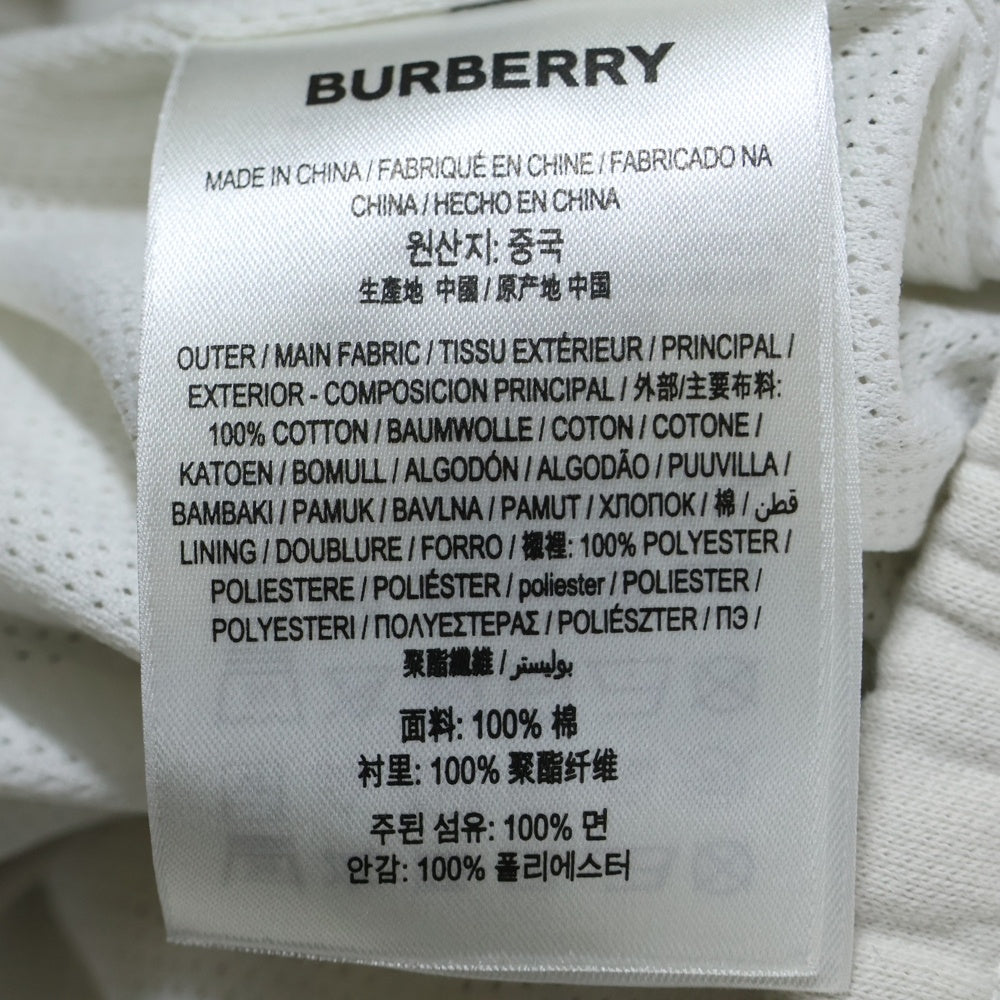 BURBERRY
MADE IN CHINA / FABRIQUÉ EN CHINE / FABRICADO NA
CHINA / HECHO EN CHINA
원산지: 중국
生產地 中國 / 原产地 中国
OUTER / MAIN FABRIC / TISSU EXTÉRIEUR / PRINCIPAL /
EXTERIOR - COMPOSICION PRINCIPAL / 外部/主要布料:
100% COTTON / BAUMWOLLE / COTON / COTONE /
KATOEN / BOMULL / ALGODÓN / ALGODÃO / PUUVILLA /
BAMBAKI / PAMUK / BAVLNA / PAMUT / ХЛОПОК / 棉 / قطن
LINING / DOUBLURE / FORRO / 襯裡: 100% POLYESTER /
POLIESTERE / POLIÉSTER / poliester / POLIESTER /
POLYESTERI / ΠΟΛΥΕΣΤΕΡΑΣ / POLIÉSZTER / ПЭ /
聚酯纖維 / بوليستر
面料: 100% 棉
衬里: 100% 聚酯纤维
주된 섬유: 100% 면
안감: 100% 폴리에스터